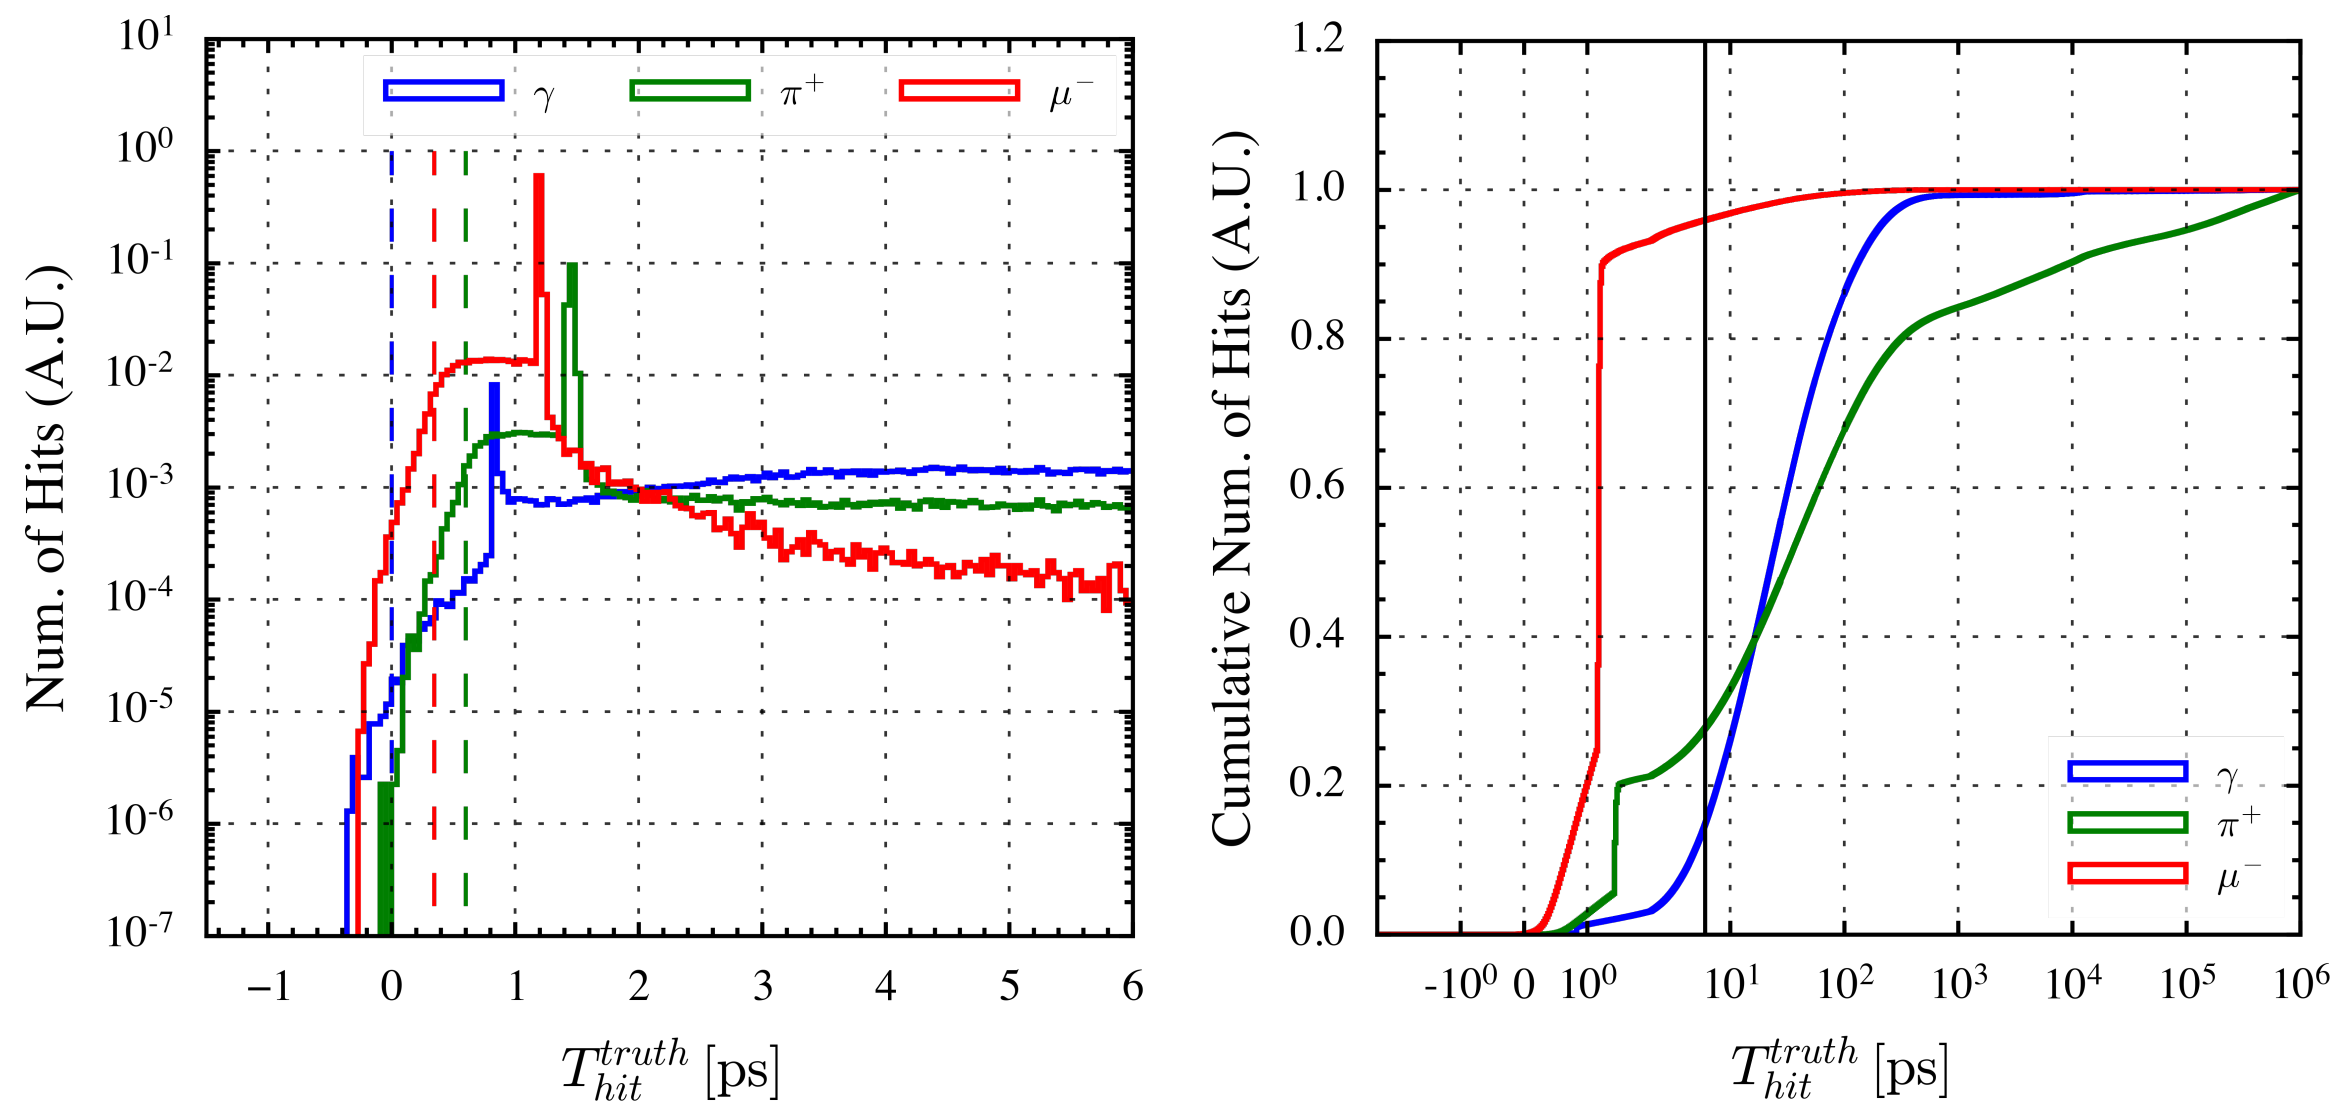 Num. of Hits (A.U.)
10^1
10^0
10^-1
10^-2
10^-3
10^-4
10^-5
10^-6
10^-7
γ π^+ μ^-
−1 0 1 2 3 4 5 6
T_hit^truth [ps]
Cumulative Num. of Hits (A.U.)
1.2
1.0
0.8
0.6
0.4
0.2
0.0
γ
π^+
μ^-
-10^0 0 10^0 10^1 10^2 10^3 10^4 10^5 10^6
T_hit^truth [ps]